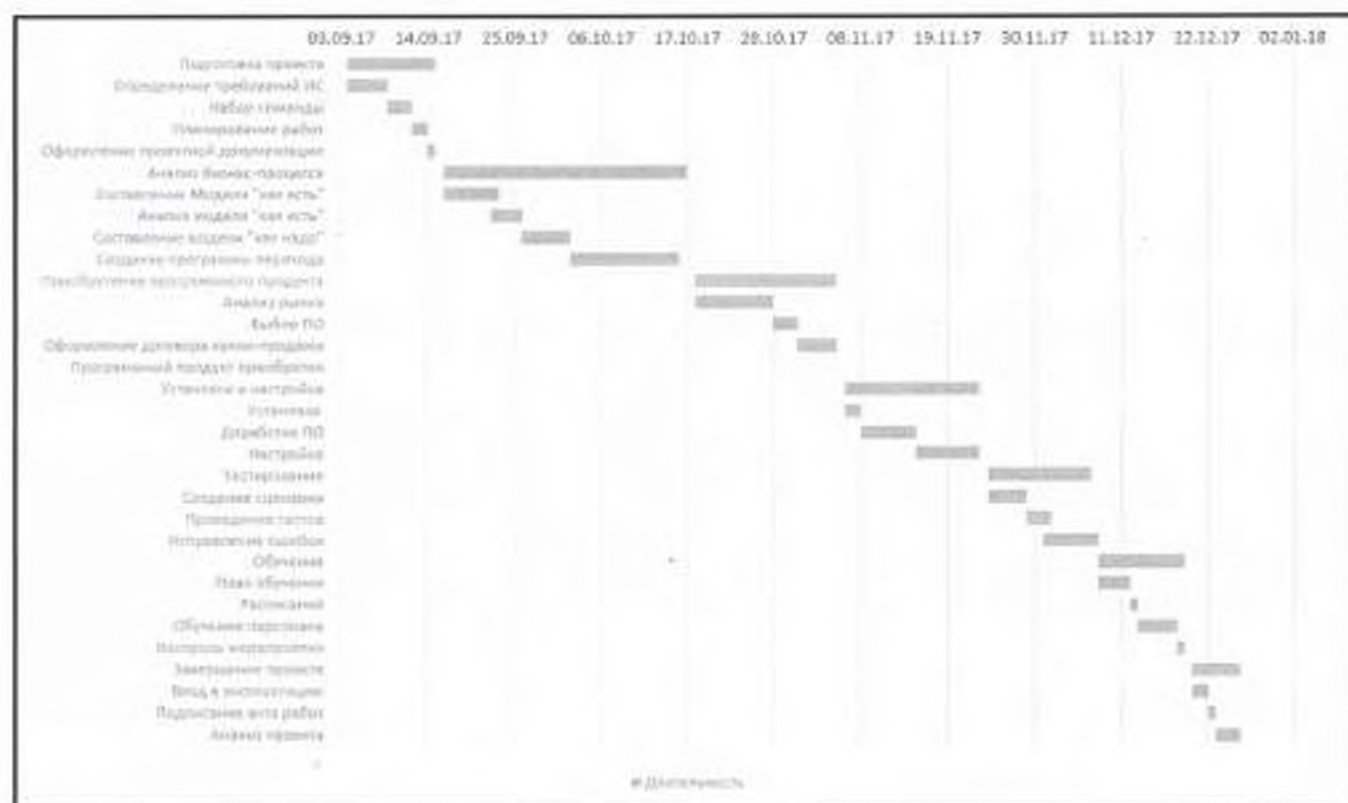 03.09.17 14.09.17 25.09.17 06.10.17 17.10.17 28.10.17 08.11.17 19.11.17 30.11.17 11.12.17 22.12.17 02.01.18
Подготовка проекта
Определение требований ИС
Набор команды
Планирование работ
Оформление проектной документации
Анализ бизнес-процесса
Составление Модели "как есть"
Анализ модели "как есть"
Составление модели "как надо"
Создание программы перехода
Приобретение программного продукта
Анализ рынка
Выбор ПО
Оформление договора купли-продажи
Программный продукт приобретен
Установка и настройка
Установка
Доработка ПО
Настройка
Тестирование
Создание сценария
Проведение тестов
Исправление ошибок
Обучение
План обучения
Расписание
Обучение персонала
Контроль мероприятия
Завершение проекта
Ввод в эксплуатацию
Подписание акта работ
Анализ проекта
Длительность